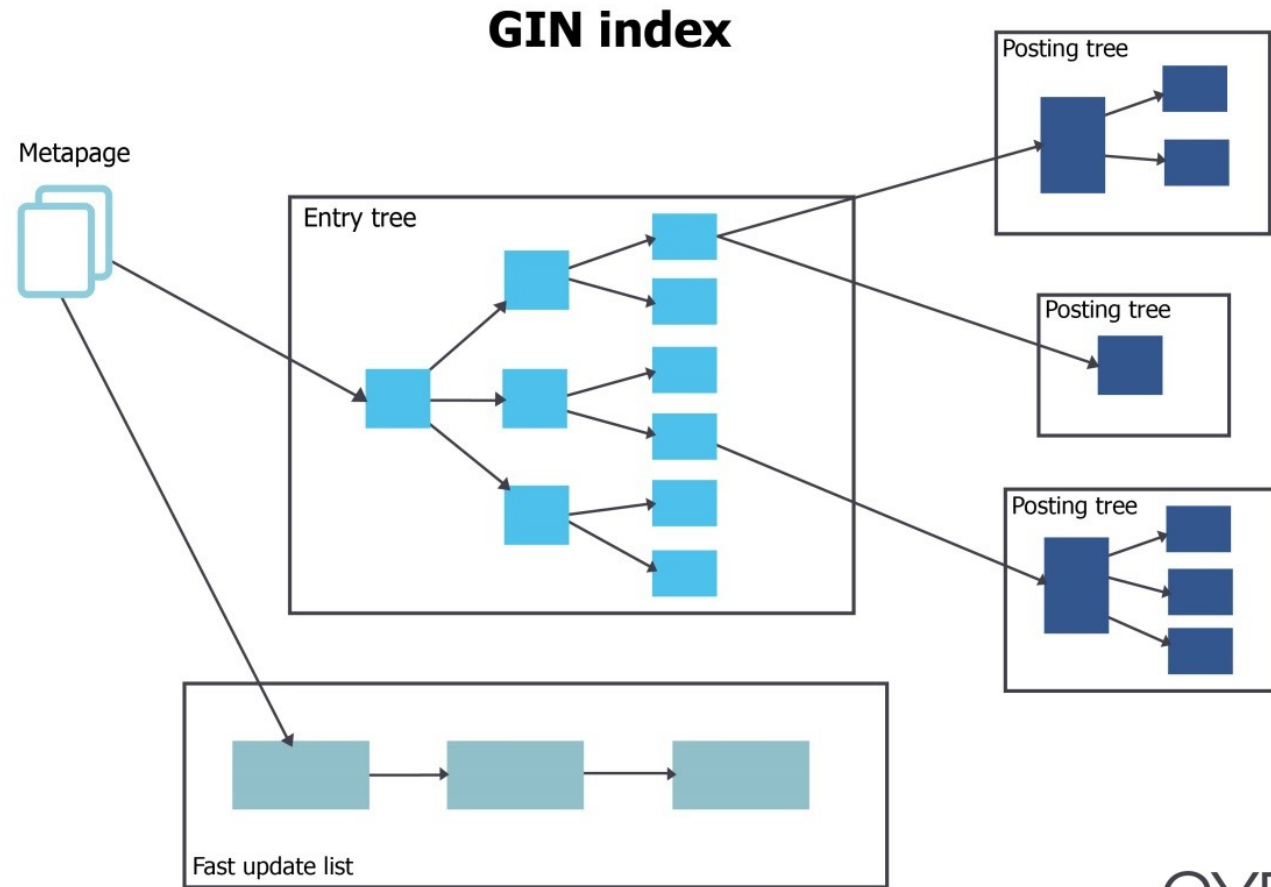 GIN index
Posting tree
Metapage
Entry tree
Posting tree
Posting tree
Fast update list